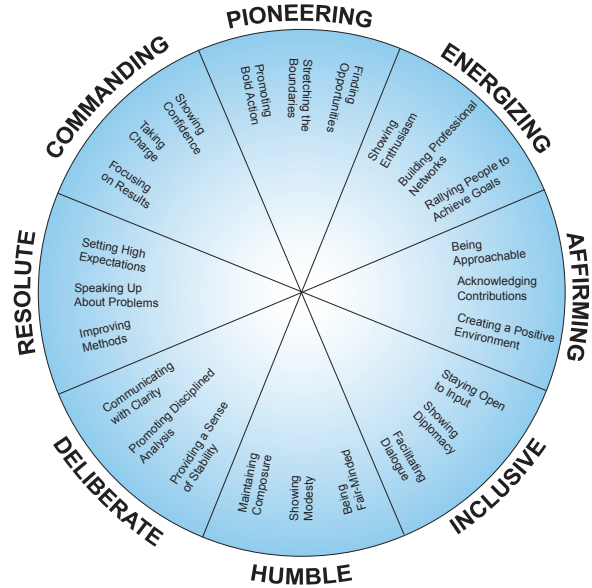 PIONEERING
Promoting
Bold Action
Stretching the
Boundaries
Finding
Opportunities
ENERGIZING
Showing
Enthusiasm
Building Professional
Networks
Rallying People to
Achieve Goals
AFFIRMING
Being
Approachable
Acknowledging
Contributions
Creating a Positive
Environment
INCLUSIVE
Staying Open
to Input
Showing
Diplomacy
Facilitating
Dialogue
HUMBLE
Being
Fair-Minded
Showing
Modesty
Maintaining
Composure
DELIBERATE
Providing a Sense
of Stability
Promoting Disciplined
Analysis
Communicating
with Clarity
RESOLUTE
Improving
Methods
Speaking Up
About Problems
Setting High
Expectations
COMMANDING
Focusing
on Results
Taking
Charge
Showing
Confidence